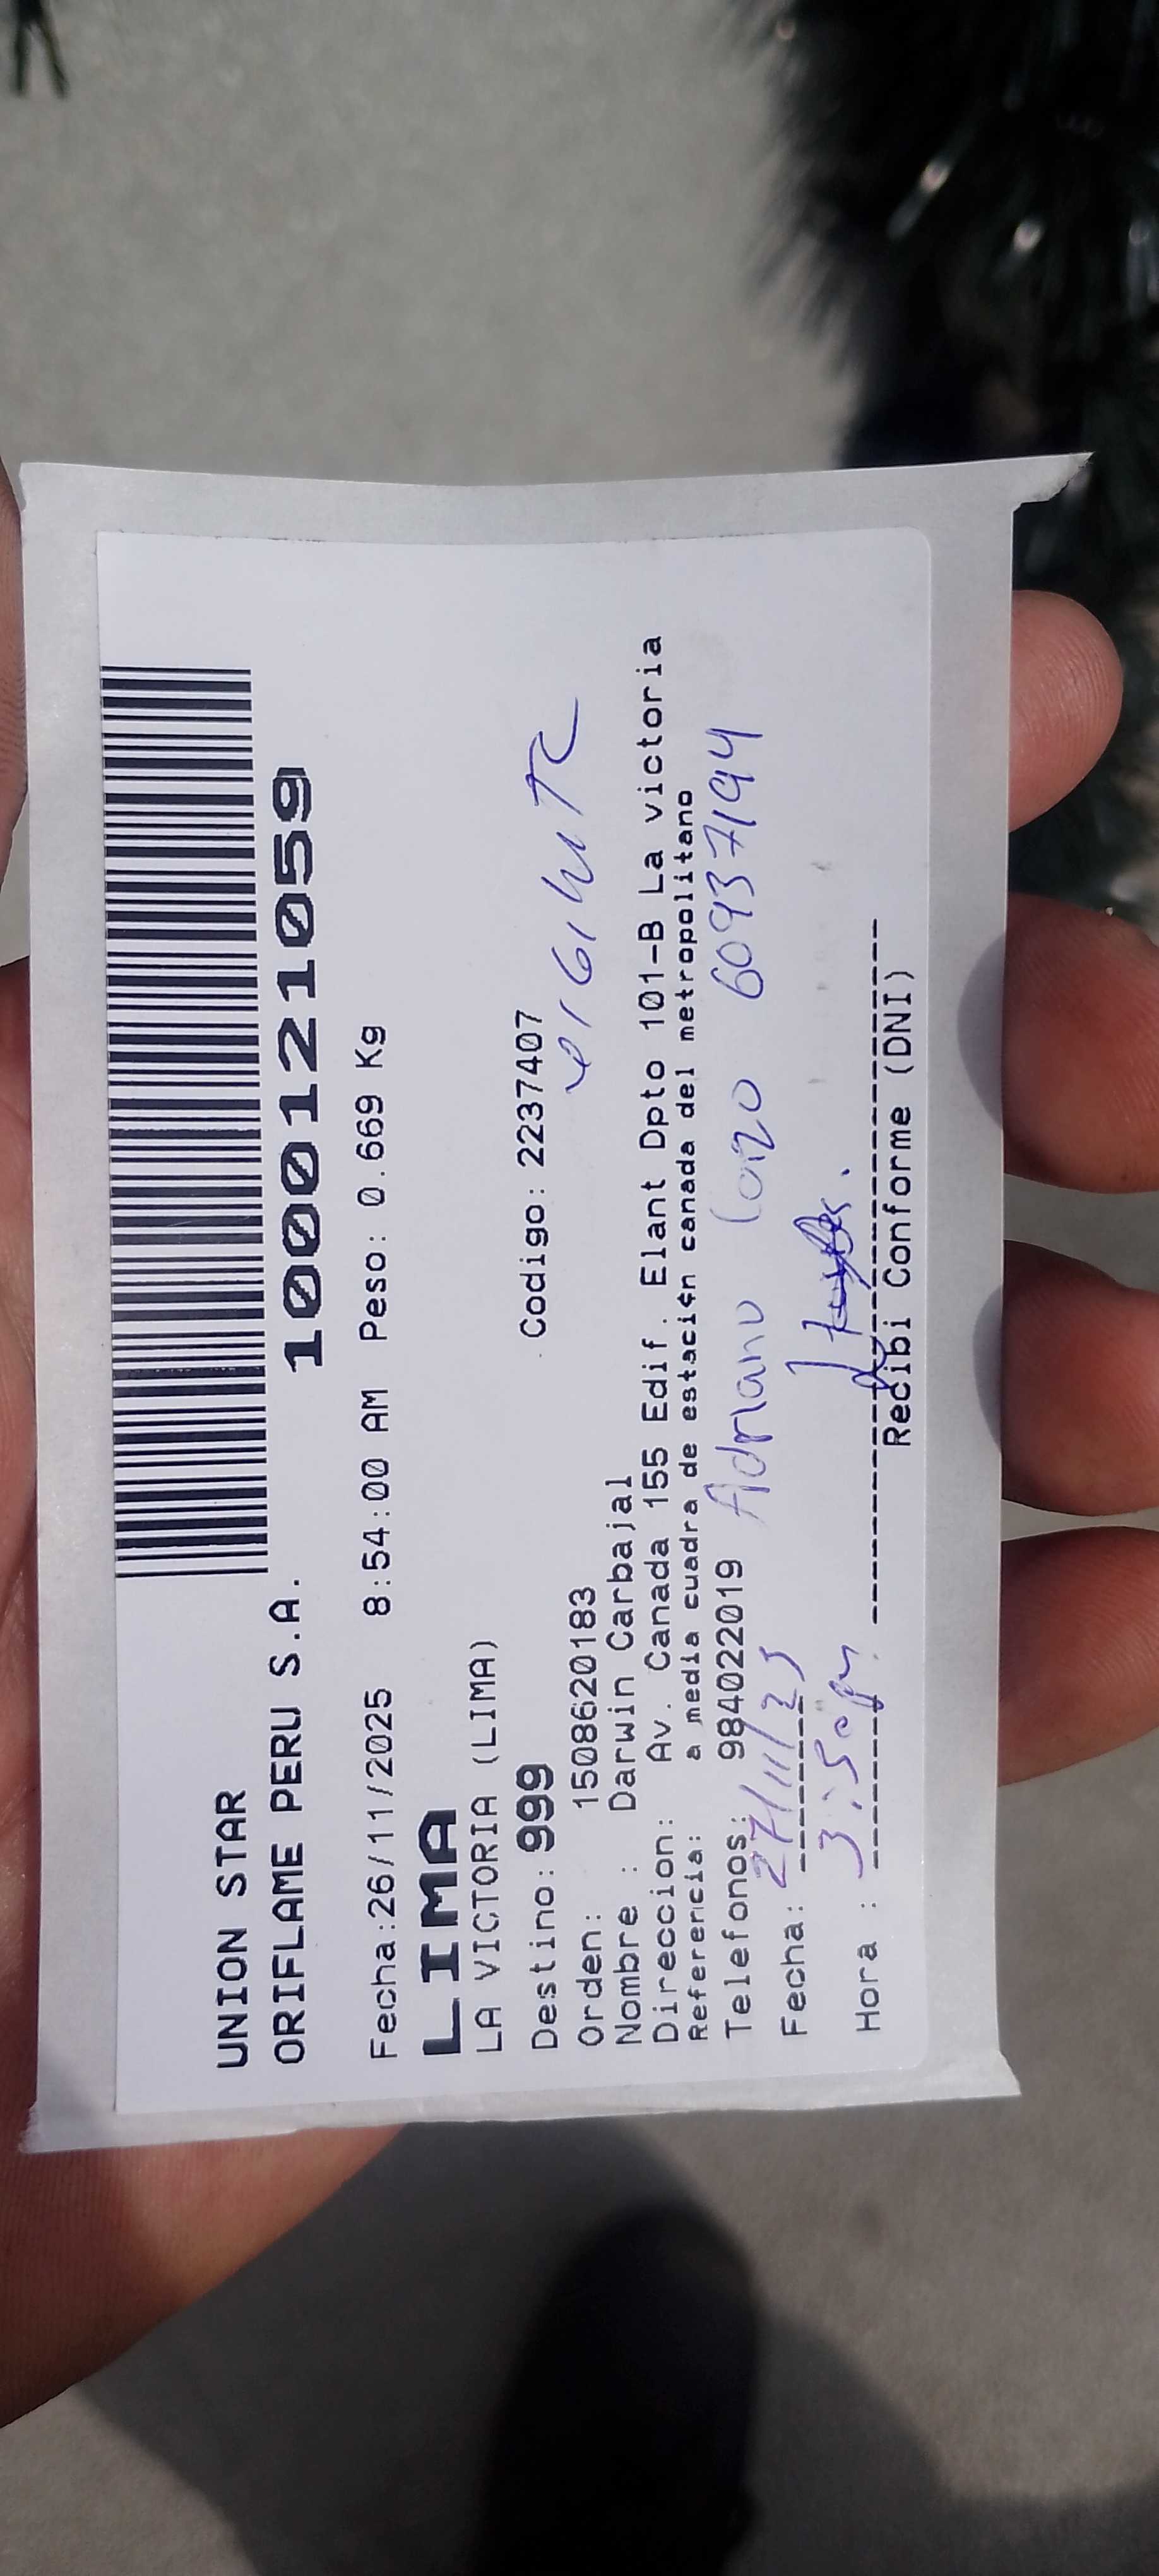 UNION STAR
ORIFLAME PERU S.A. 1000121059
Fecha:26/11/2025 8:54:00 AM Peso: 0.669 Kg
LIMA
LA VICTORIA (LIMA)
Destino: 999 Codigo: 2237407
Orden: 150862018З
Nombre : Darwin Carbajal
Direccion: Av. Canada 155 Edif. Elant Dpto 101-B La victoria
Referencia: a media cuadra de estaci¢n canada del metropolitano
Telefonos: 984022019 Adriano 60937194
Fecha: 27/11/25
Hora : 3:50pm
Recibi Conforme (DNI)